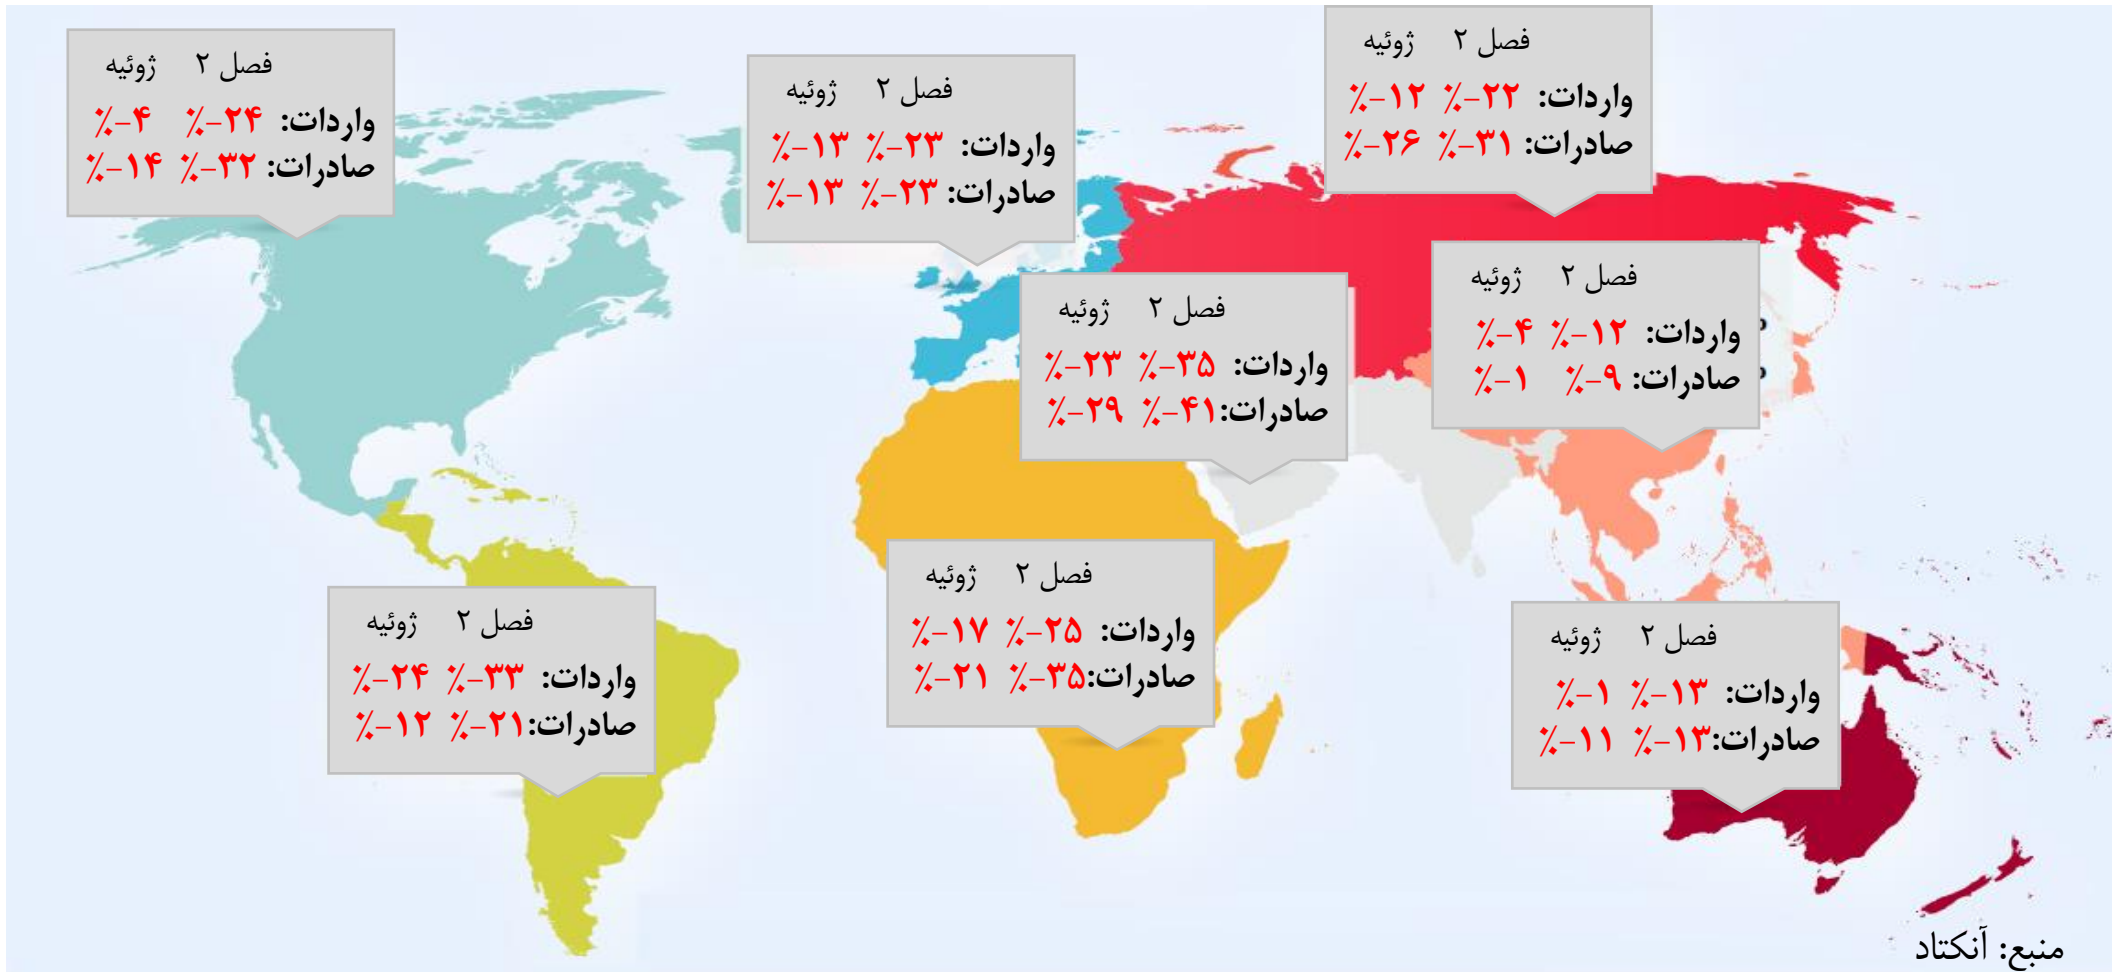 فصل ۲ ژوئیه
واردات: ‎%-۲۴ ‎%-۴
صادرات: ‎%-۳۲ ‎%-۱۴
فصل ۲ ژوئیه
واردات: ‎%-۲۳ ‎%-۱۳
صادرات: ‎%-۲۳ ‎%-۱۳
فصل ۲ ژوئیه
واردات: ‎%-۲۲ ‎%-۱۲
صادرات: ‎%-۳۱ ‎%-۲۶
فصل ۲ ژوئیه
واردات: ‎%-۱۲ ‎%-۴
صادرات: ‎%-۹ ‎%-۱
فصل ۲ ژوئیه
واردات: ‎%-۳۵ ‎%-۲۳
صادرات: ‎%-۴۱ ‎%-۲۹
فصل ۲ ژوئیه
واردات: ‎%-۲۵ ‎%-۱۷
صادرات: ‎%-۳۵ ‎%-۲۱
فصل ۲ ژوئیه
واردات: ‎%-۳۳ ‎%-۲۴
صادرات: ‎%-۲۱ ‎%-۱۲
فصل ۲ ژوئیه
واردات: ‎%-۱۳ ‎%-۱
صادرات: ‎%-۱۳ ‎%-۱۱
منبع: آنکتاد